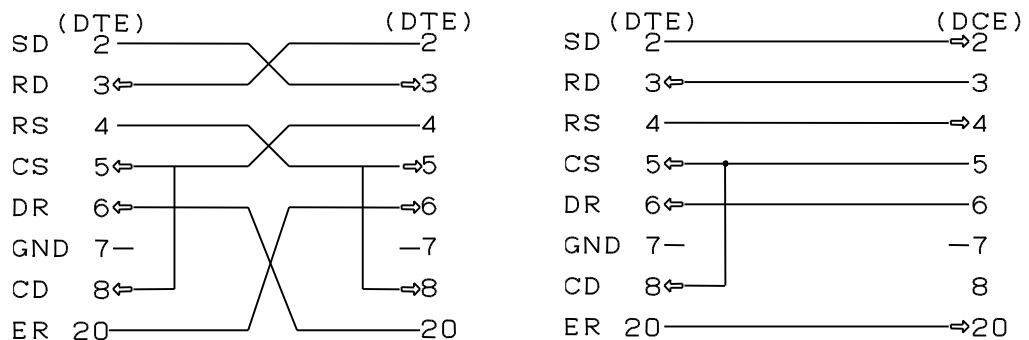 (DTE) (DTE) (DTE) (DCE)
SD 2 2 SD 2 2
RD 3 3 RD 3 3
RS 4 4 RS 4 4
CS 5 5 CS 5 5
DR 6 6 DR 6 6
GND 7 7 GND 7 7
CD 8 8 CD 8 8
ER 20 20 ER 20 20